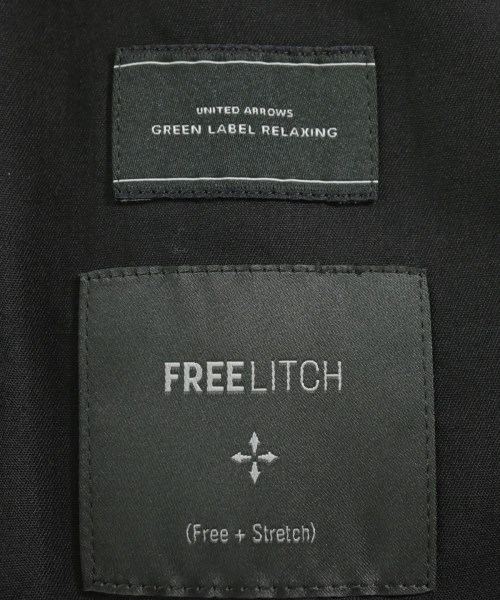 UNITED ARROWS
GREEN LABEL RELAXING
FREELITCH
(Free + Stretch)